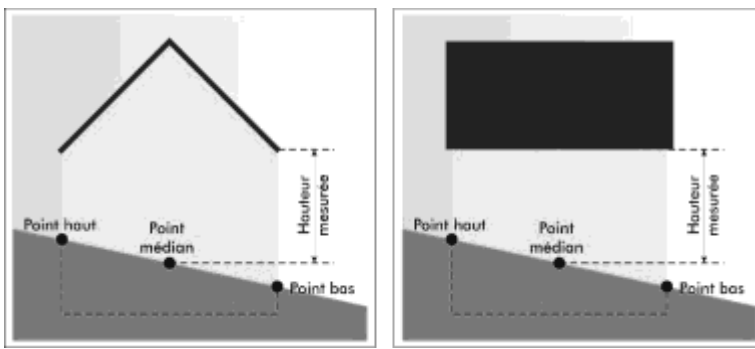 Point haut
Point
médian
Hauteur
mesurée
Point bas
Point haut
Point
médian
Hauteur
mesurée
Point bas